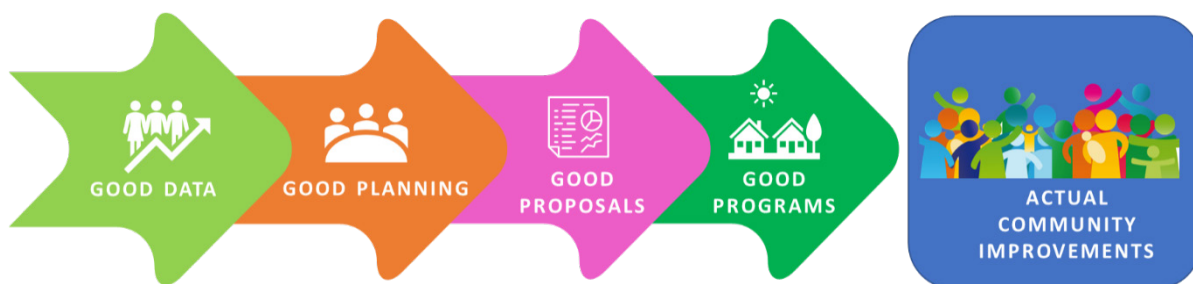 GOOD DATA
GOOD PLANNING
GOOD
PROPOSALS
GOOD
PROGRAMS
ACTUAL
COMMUNITY
IMPROVEMENTS